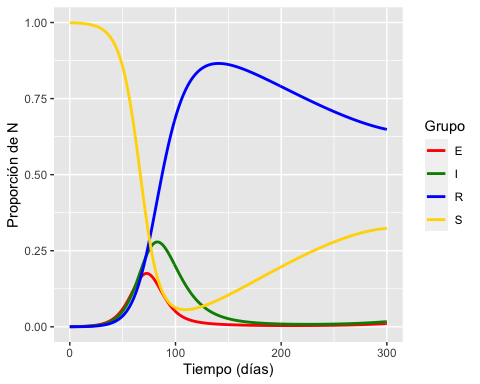 1.00
0.75
0.50
0.25
0.00
Proporción de N
0
100
200
300
Tiempo (días)
Grupo
E
I
R
S